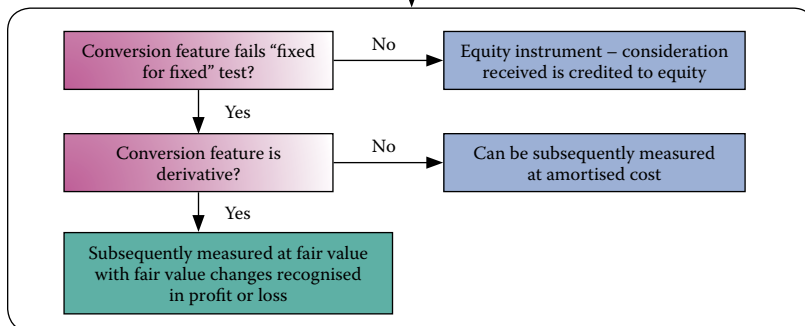 Conversion feature fails “fixed
for fixed” test?
No
Equity instrument – consideration
received is credited to equity
Yes
Conversion feature is
derivative?
No
Can be subsequently measured
at amortised cost
Yes
Subsequently measured at fair value
with fair value changes recognised
in profit or loss